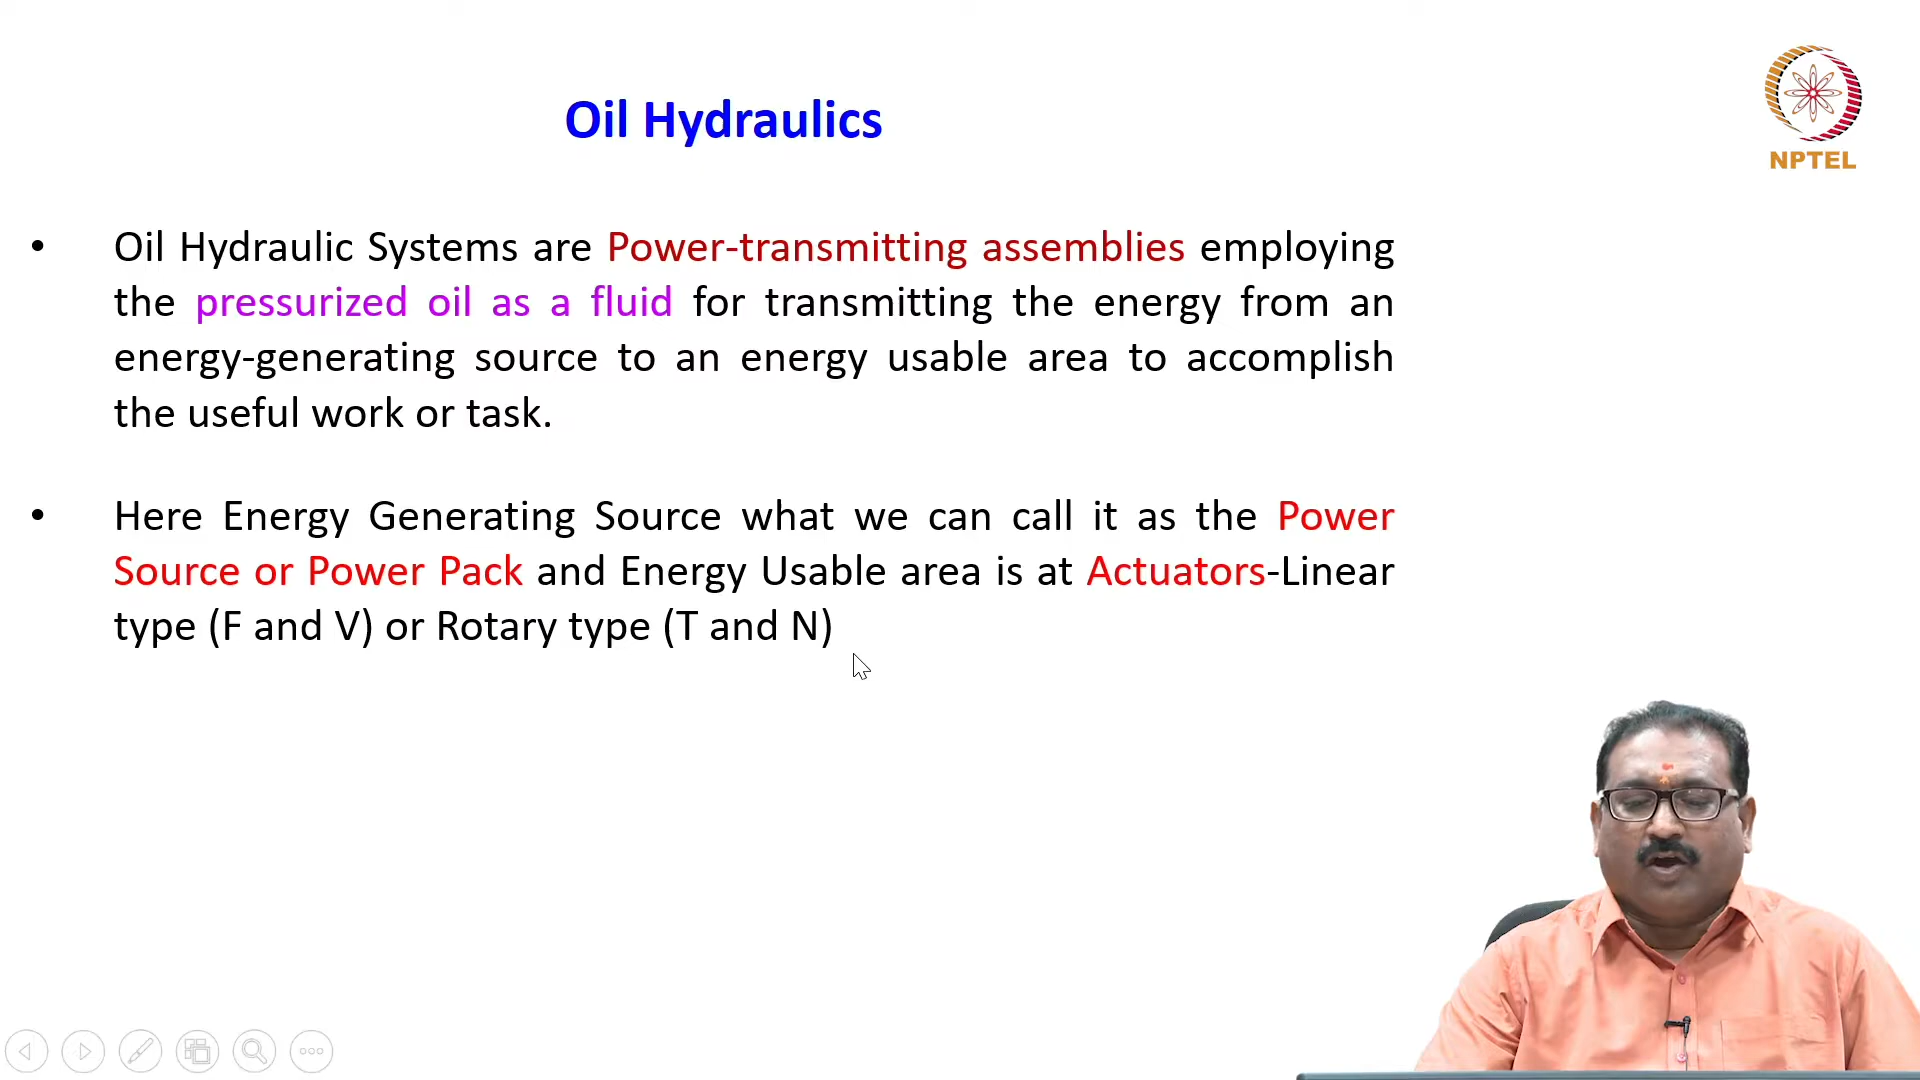 Oil Hydraulics
NPTEL
• Oil Hydraulic Systems are Power-transmitting assemblies employing
the pressurized oil as a fluid for transmitting the energy from an
energy-generating source to an energy usable area to accomplish
the useful work or task.
• Here Energy Generating Source what we can call it as the Power
Source or Power Pack and Energy Usable area is at Actuators-Linear
type (F and V) or Rotary type (T and N)